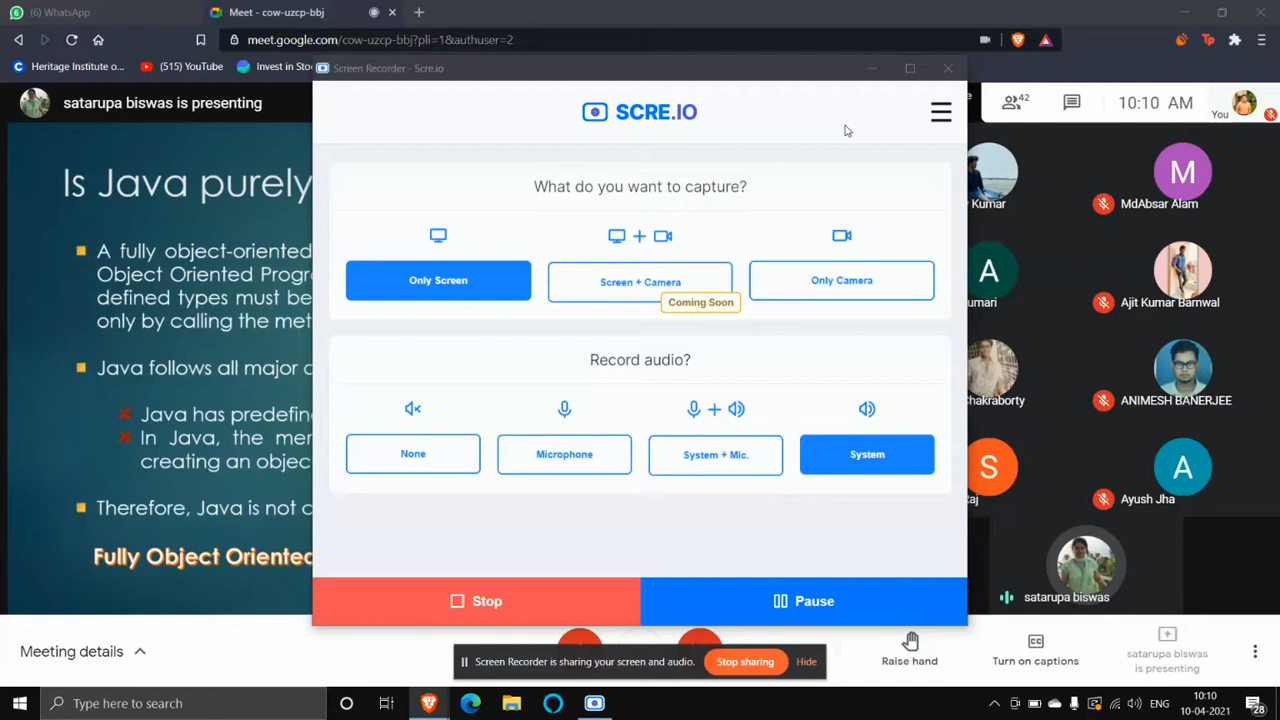 WhatsApp
Meet - cow-uzcp-bbj
meet.google.com/cow-uzcp-bbj?pli=1&authuser=2
Heritage Institute o...
(515) YouTube
Invest in Sto
Screen Recorder - Scre.io
satarupa biswas is presenting
SCRE.IO
42
10:10 AM
You
What do you want to capture?
Only Screen
Screen + Camera
Only Camera
Coming Soon
Record audio?
None
Microphone
System + Mic.
System
Stop
Pause
Is Java purely
A fully object-oriented
Object Oriented Progr
defined types must be
only by calling the met
Java follows all major o
Java has predefin
In Java, the mer
creating an objec
Therefore, Java is not c
Fully Object Oriented
Kumar
M
MdAbsar Alam
A
umari
Ajit Kumar Barnwal
Chakraborty
ANIMESH BANERJEE
S
Raj
A
Ayush Jha
satarupa biswas
Meeting details
Screen Recorder is sharing your screen and audio.
Stop sharing
Hide
Raise hand
Turn on captions
satarupa biswas
is presenting
Type here to search
ENG
10:10
10-04-2021
28